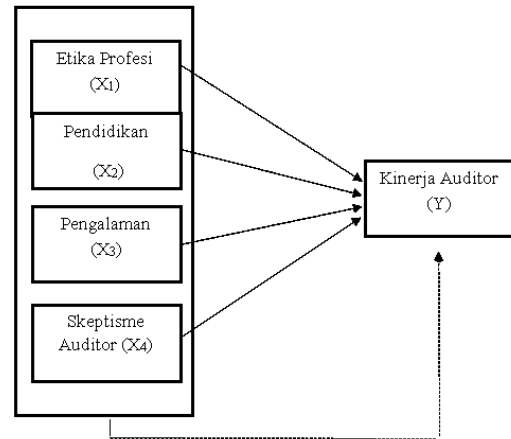 Etika Profesi
(X1)
Pendidikan
(X2)
Pengalaman
(X3)
Skeptisme
Auditor (X4)
Kinerja Auditor
(Y)